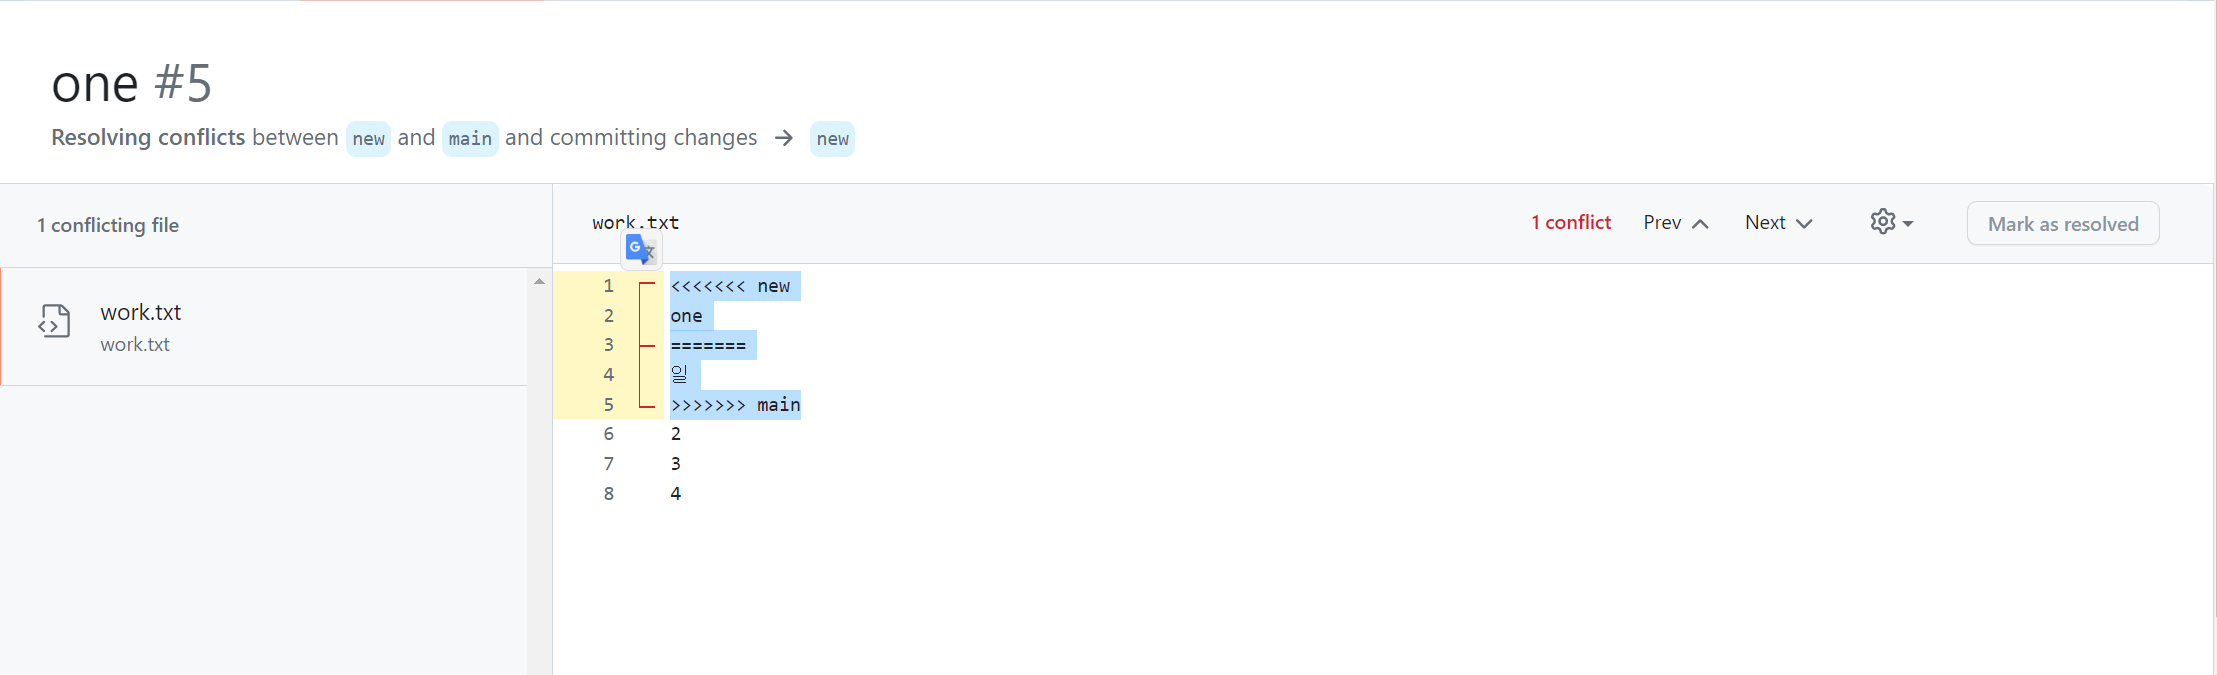 one #5
Resolving conflicts between new and main and committing changes → new
1 conflicting file
work.txt
work.txt
work.txt
1 conflict Prev Next Mark as resolved
1 <<<<<<< new
2 one
3 =======
4 일
5 >>>>>>> main
6 2
7 3
8 4